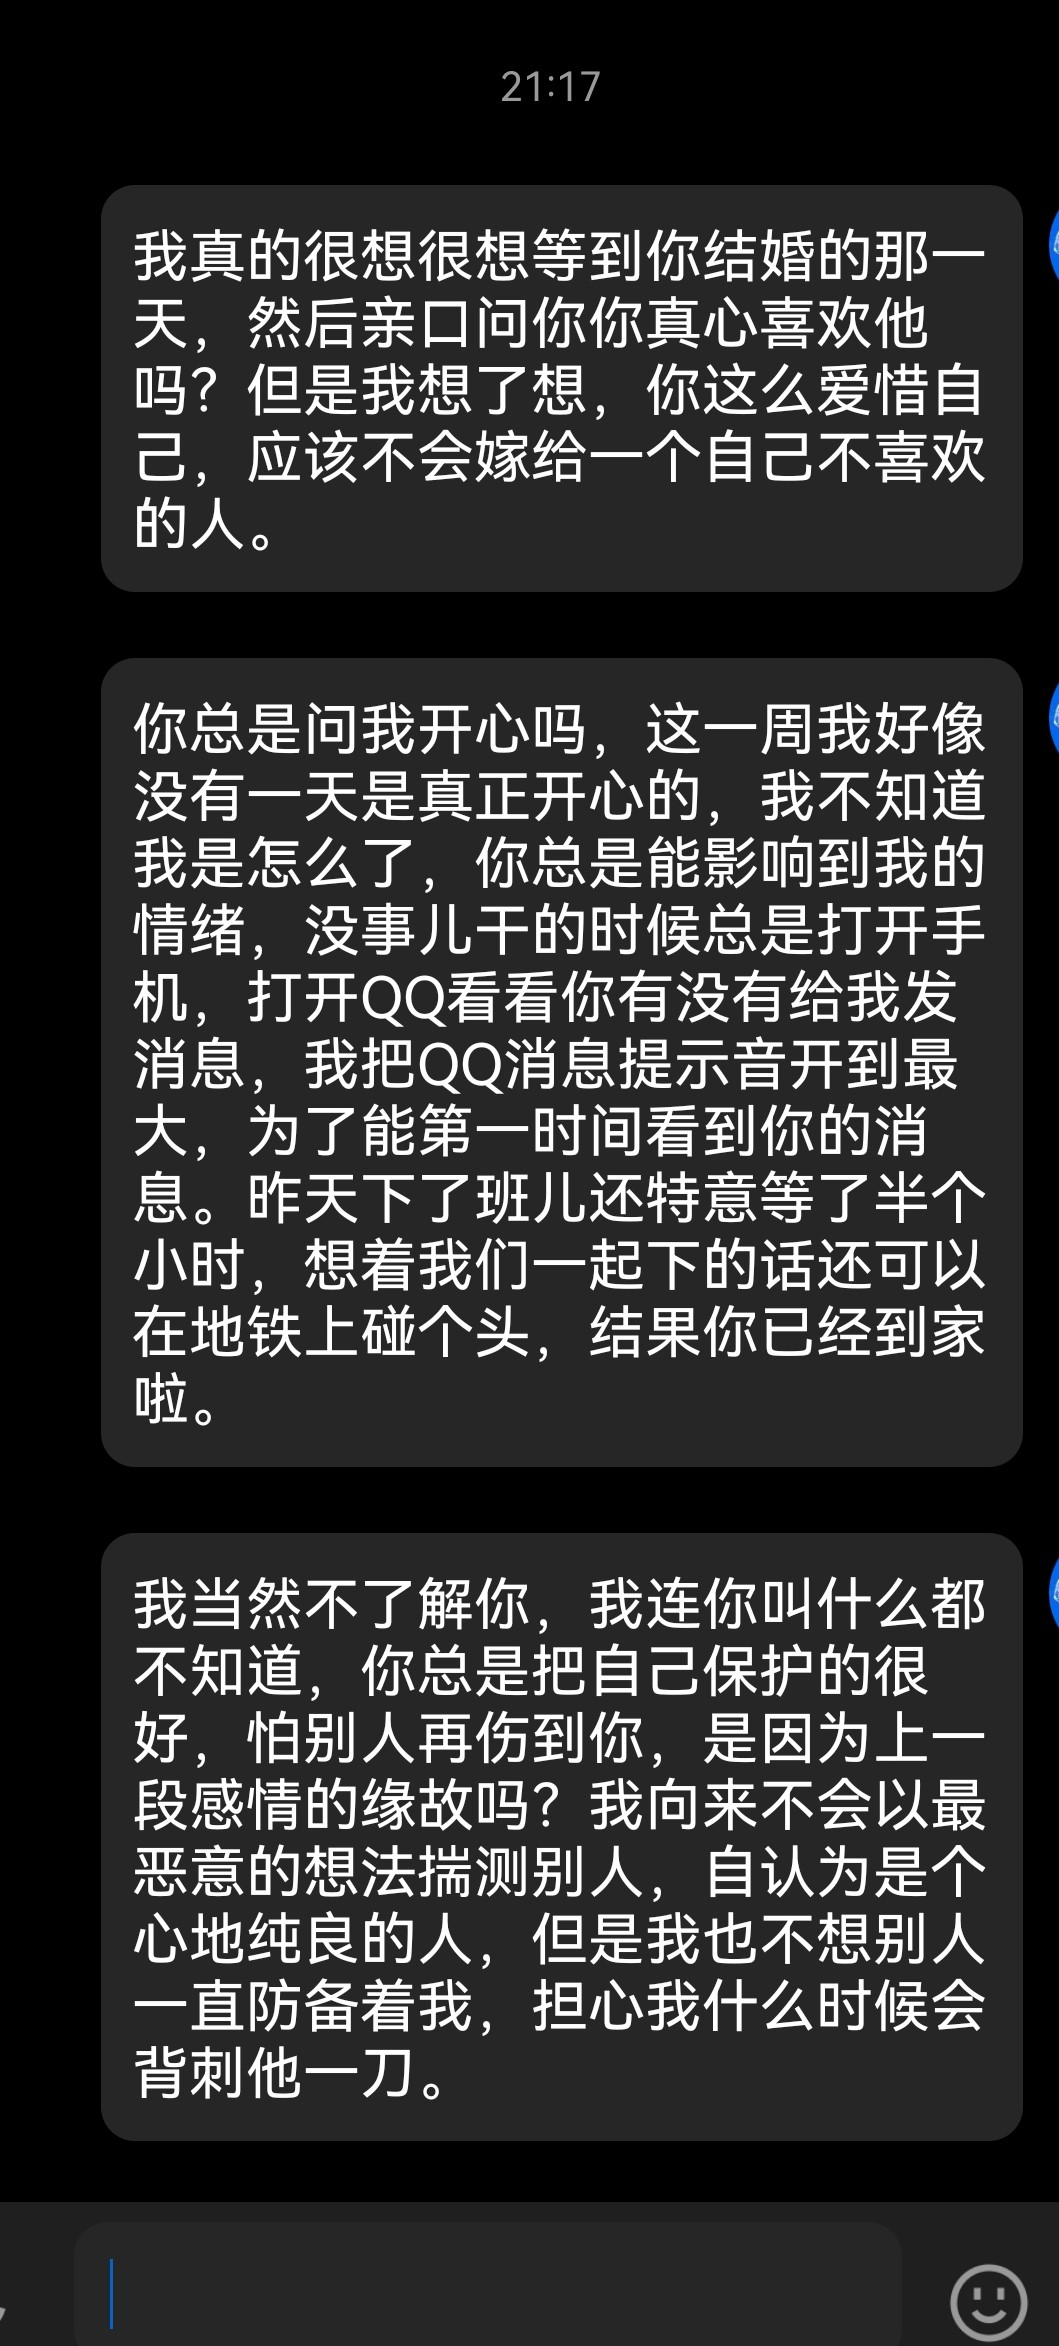 21:17
我真的很想很想等到你结婚的那一
天，然后亲口问你你真心喜欢他
吗？但是我想了想，你这么爱惜自
己，应该不会嫁给一个自己不喜欢
的人。
你总是问我开心吗，这一周我好像
没有一天是真正开心的，我不知道
我是怎么了，你总是能影响到我的
情绪，没事儿干的时候总是打开手
机，打开QQ看看你有没有给我发
消息，我把QQ消息提示音开到最
大，为了能第一时间看到你的消
息。昨天下了班儿还特意等了半个
小时，想着我们一起下的话还可以
在地铁上碰个头，结果你已经到家
啦。
我当然不了解你，我连你叫什么都
不知道，你总是把自己保护的很
好，怕别人再伤到你，是因为上一
段感情的缘故吗？我向来不会以最
恶意的想法揣测别人，自认为是个
心地纯良的人，但是我也不想别人
一直防备着我，担心我什么时候会
背刺他一刀。